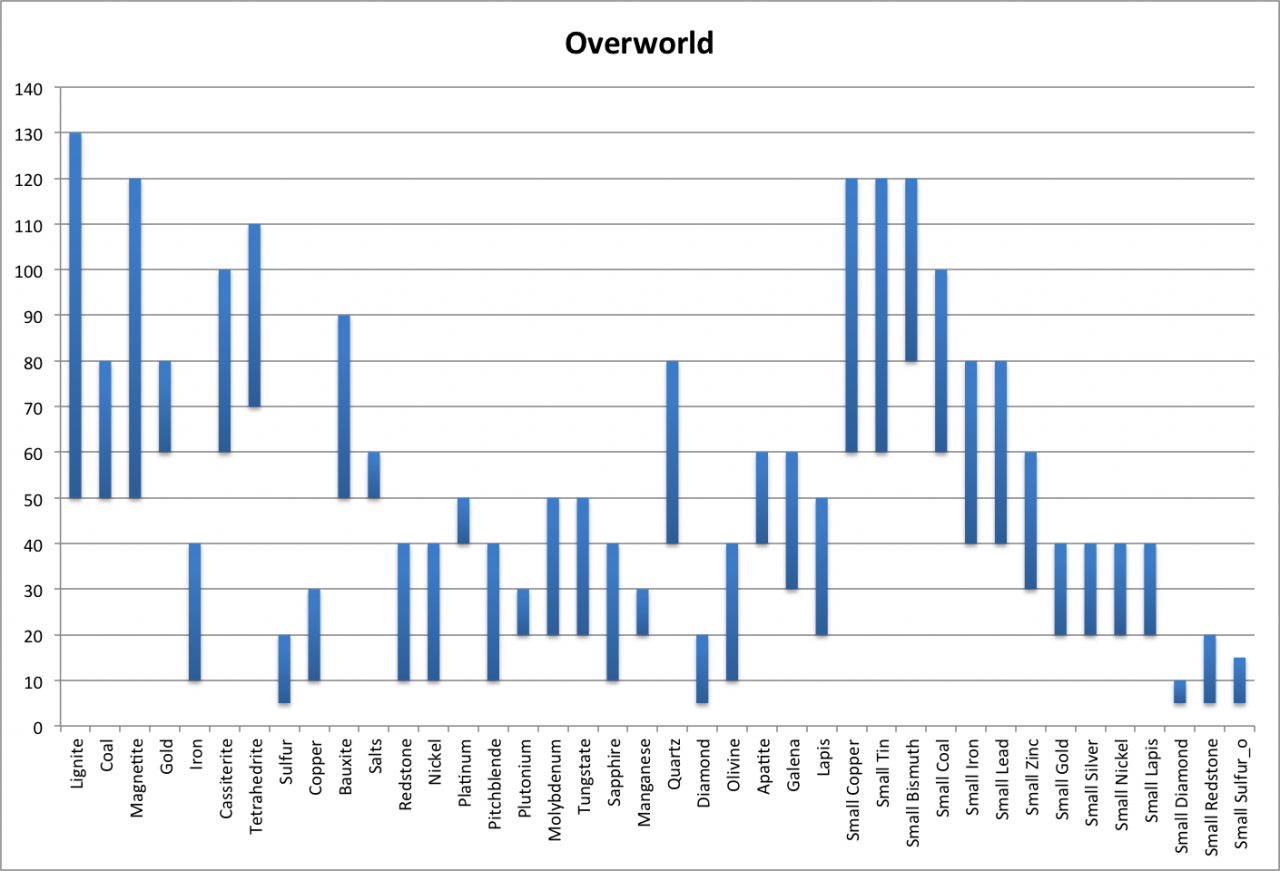 Overworld
140
130
120
110
100
90
80
70
60
50
40
30
20
10
0
Lignite
Coal
Magnetite
Gold
Iron
Cassiterite
Tetrahedrite
Sulfur
Copper
Bauxite
Salts
Redstone
Nickel
Platinum
Pitchblende
Plutonium
Molybdenum
Tungstate
Sapphire
Manganese
Quartz
Diamond
Olivine
Apatite
Galena
Lapis
Small Copper
Small Tin
Small Bismuth
Small Coal
Small Iron
Small Lead
Small Zinc
Small Gold
Small Silver
Small Nickel
Small Lapis
Small Diamond
Small Redstone
Small Sulfur_o